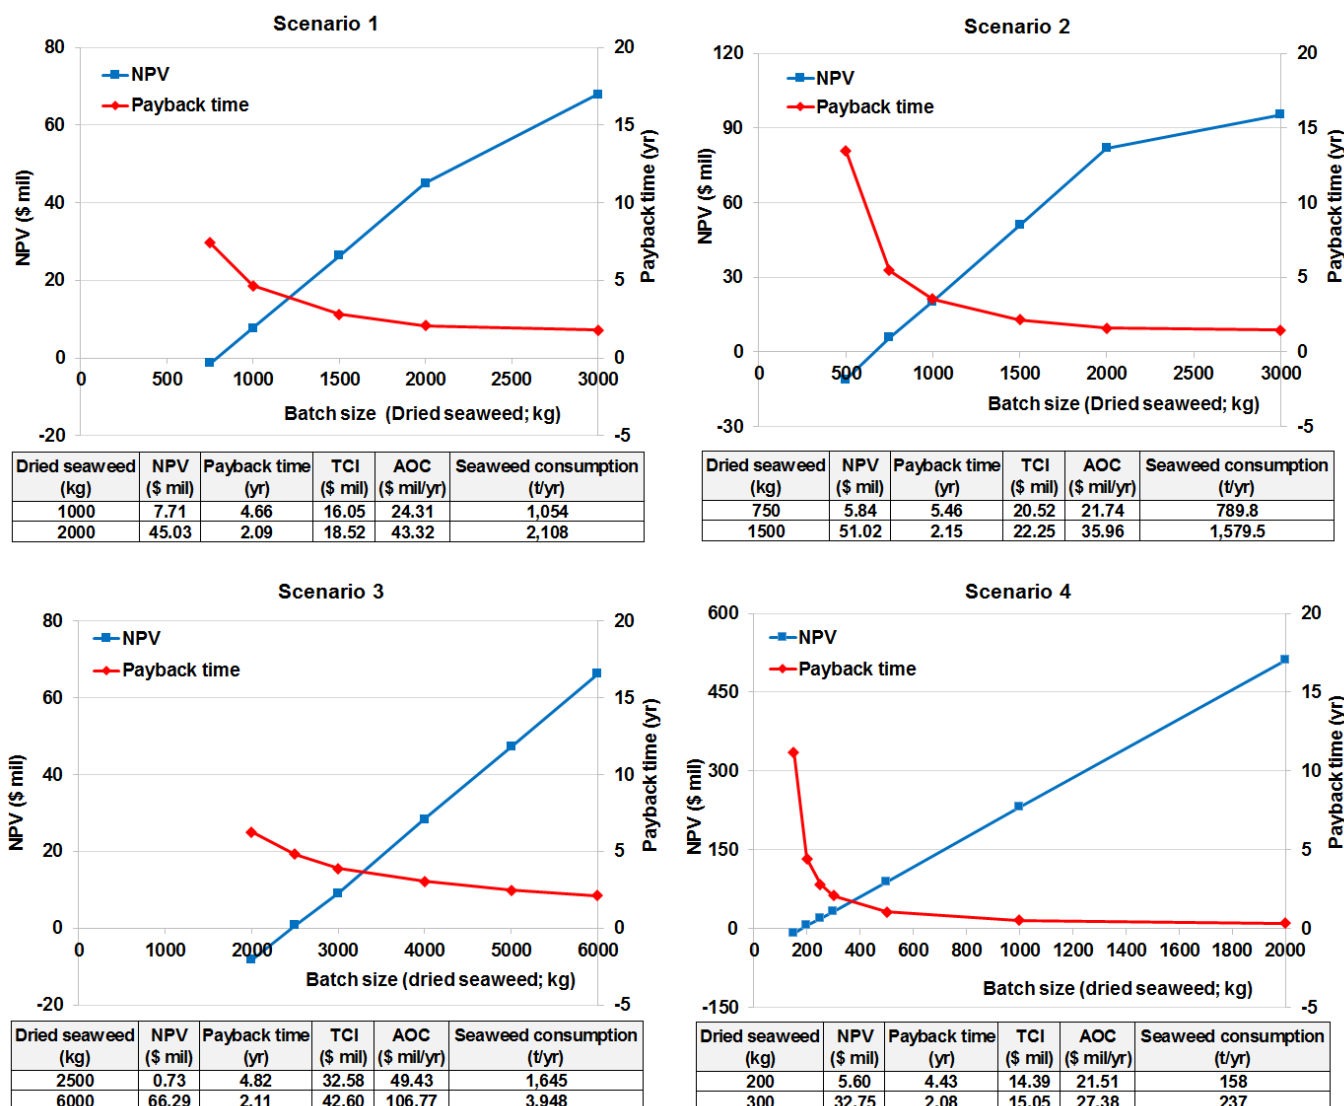 Scenario 1
80
60
40
20
0
-20
20
15
10
5
0
-5
NPV
Payback time
NPV ($ mil)
Payback time (yr)
0 500 1000 1500 2000 2500 3000
Batch size (Dried seaweed; kg)
Dried seaweed (kg) NPV ($ mil) Payback time (yr) TCI ($ mil) AOC ($ mil/yr) Seaweed consumption (t/yr)
1000 7.71 4.66 16.05 24.31 1,054
2000 45.03 2.09 18.52 43.32 2,108
Scenario 2
120
90
60
30
0
-30
20
15
10
5
0
-5
NPV
Payback time
NPV ($ mil)
Payback time (yr)
0 500 1000 1500 2000 2500 3000
Batch size (Dried seaweed; kg)
Dried seaweed (kg) NPV ($ mil) Payback time (yr) TCI ($ mil) AOC ($ mil/yr) Seaweed consumption (t/yr)
750 5.84 5.46 20.52 21.74 789.8
1500 51.02 2.15 22.25 35.96 1,579.5
Scenario 3
80
60
40
20
0
-20
20
15
10
5
0
-5
NPV
Payback time
NPV ($ mil)
Payback time (yr)
0 1000 2000 3000 4000 5000 6000
Batch size (dried seaweed; kg)
Dried seaweed (kg) NPV ($ mil) Payback time (yr) TCI ($ mil) AOC ($ mil/yr) Seaweed consumption (t/yr)
2500 0.73 4.82 32.58 49.43 1,645
6000 66.29 2.11 42.60 106.77 3,948
Scenario 4
600
450
300
150
0
-150
20
15
10
5
0
-5
NPV
Payback time
NPV ($ mil)
Payback time (yr)
0 200 400 600 800 1000 1200 1400 1600 1800 2000
Batch size (dried seaweed; kg)
Dried seaweed (kg) NPV ($ mil) Payback time (yr) TCI ($ mil) AOC ($ mil/yr) Seaweed consumption (t/yr)
200 5.60 4.43 14.39 21.51 158
300 32.75 2.08 15.05 27.38 237